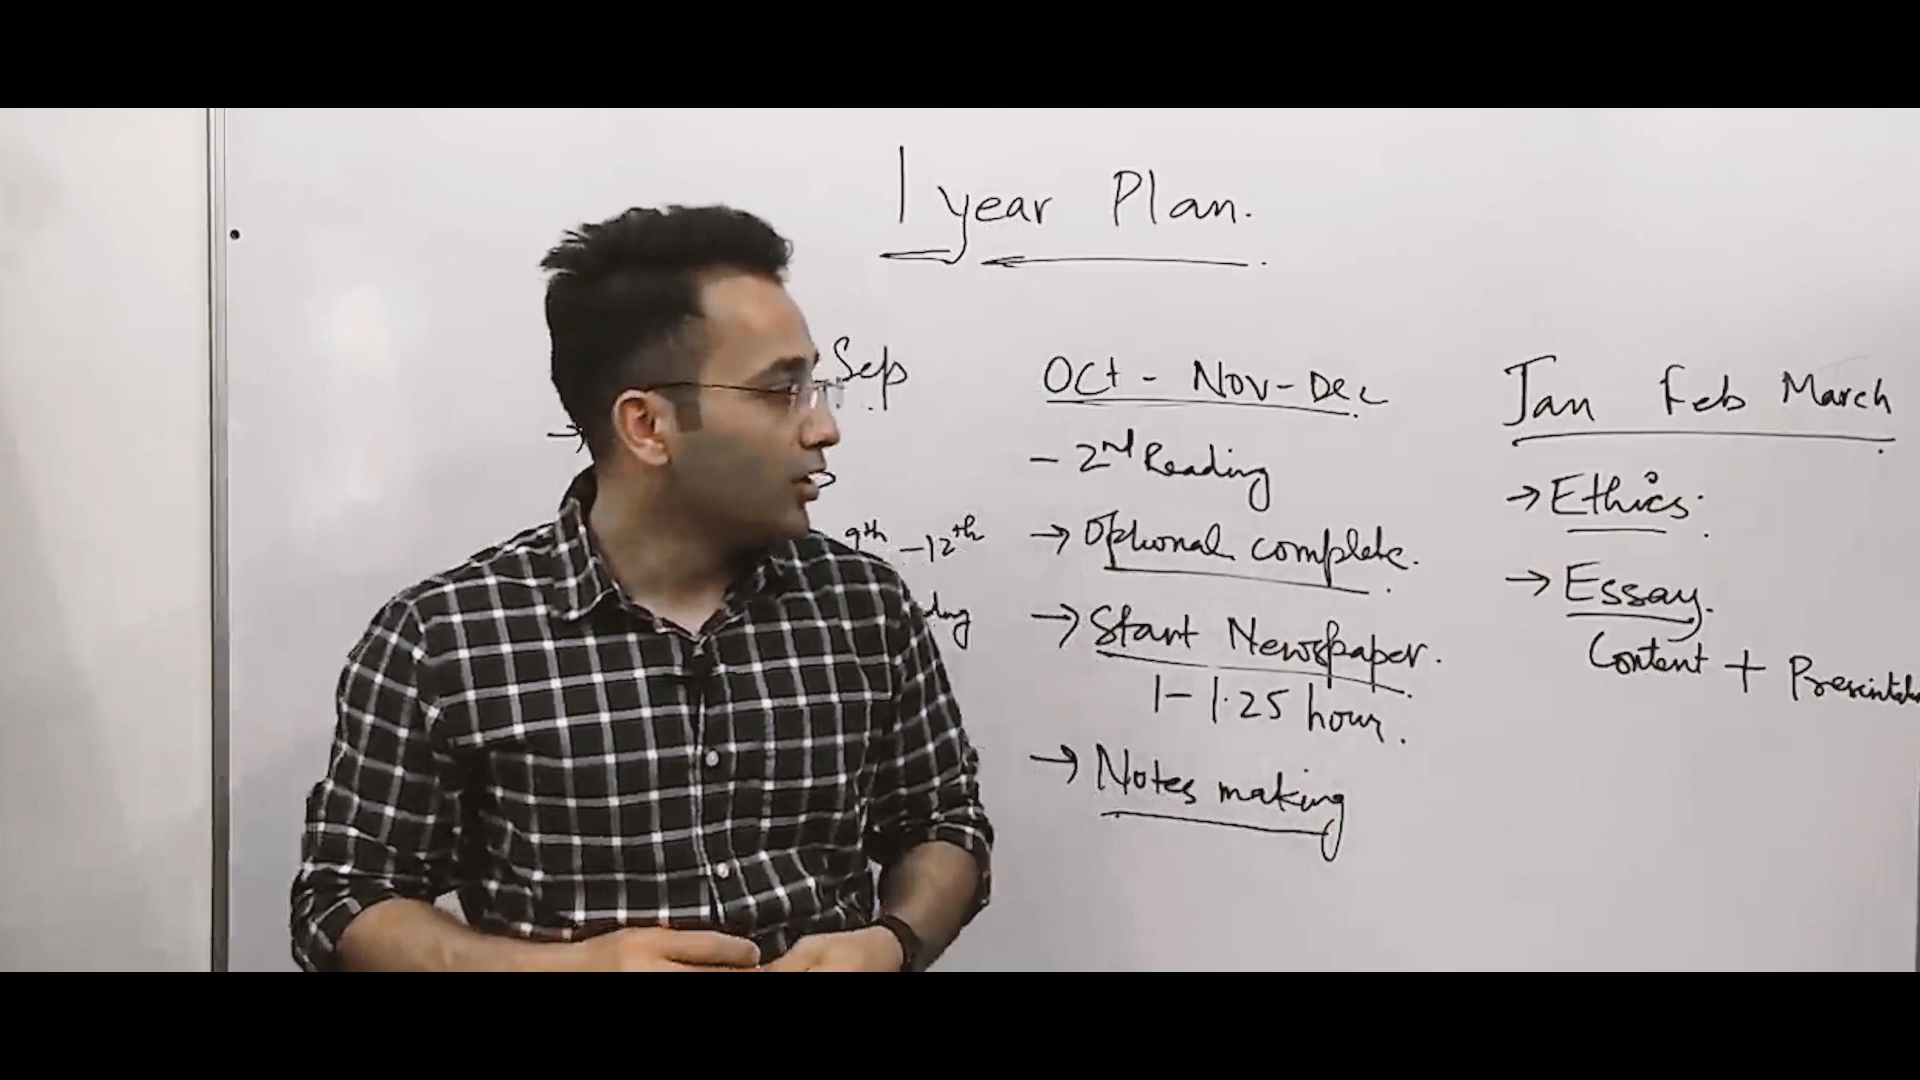 1 year Plan.
Sep
9th - 12th
Oct - Nov - Dec
- 2nd Reading
→ Optional complete.
→ Start Newspaper.
1 - 1.25 hour.
→ Notes making
Jan Feb March
→ Ethics.
→ Essay.
Content +